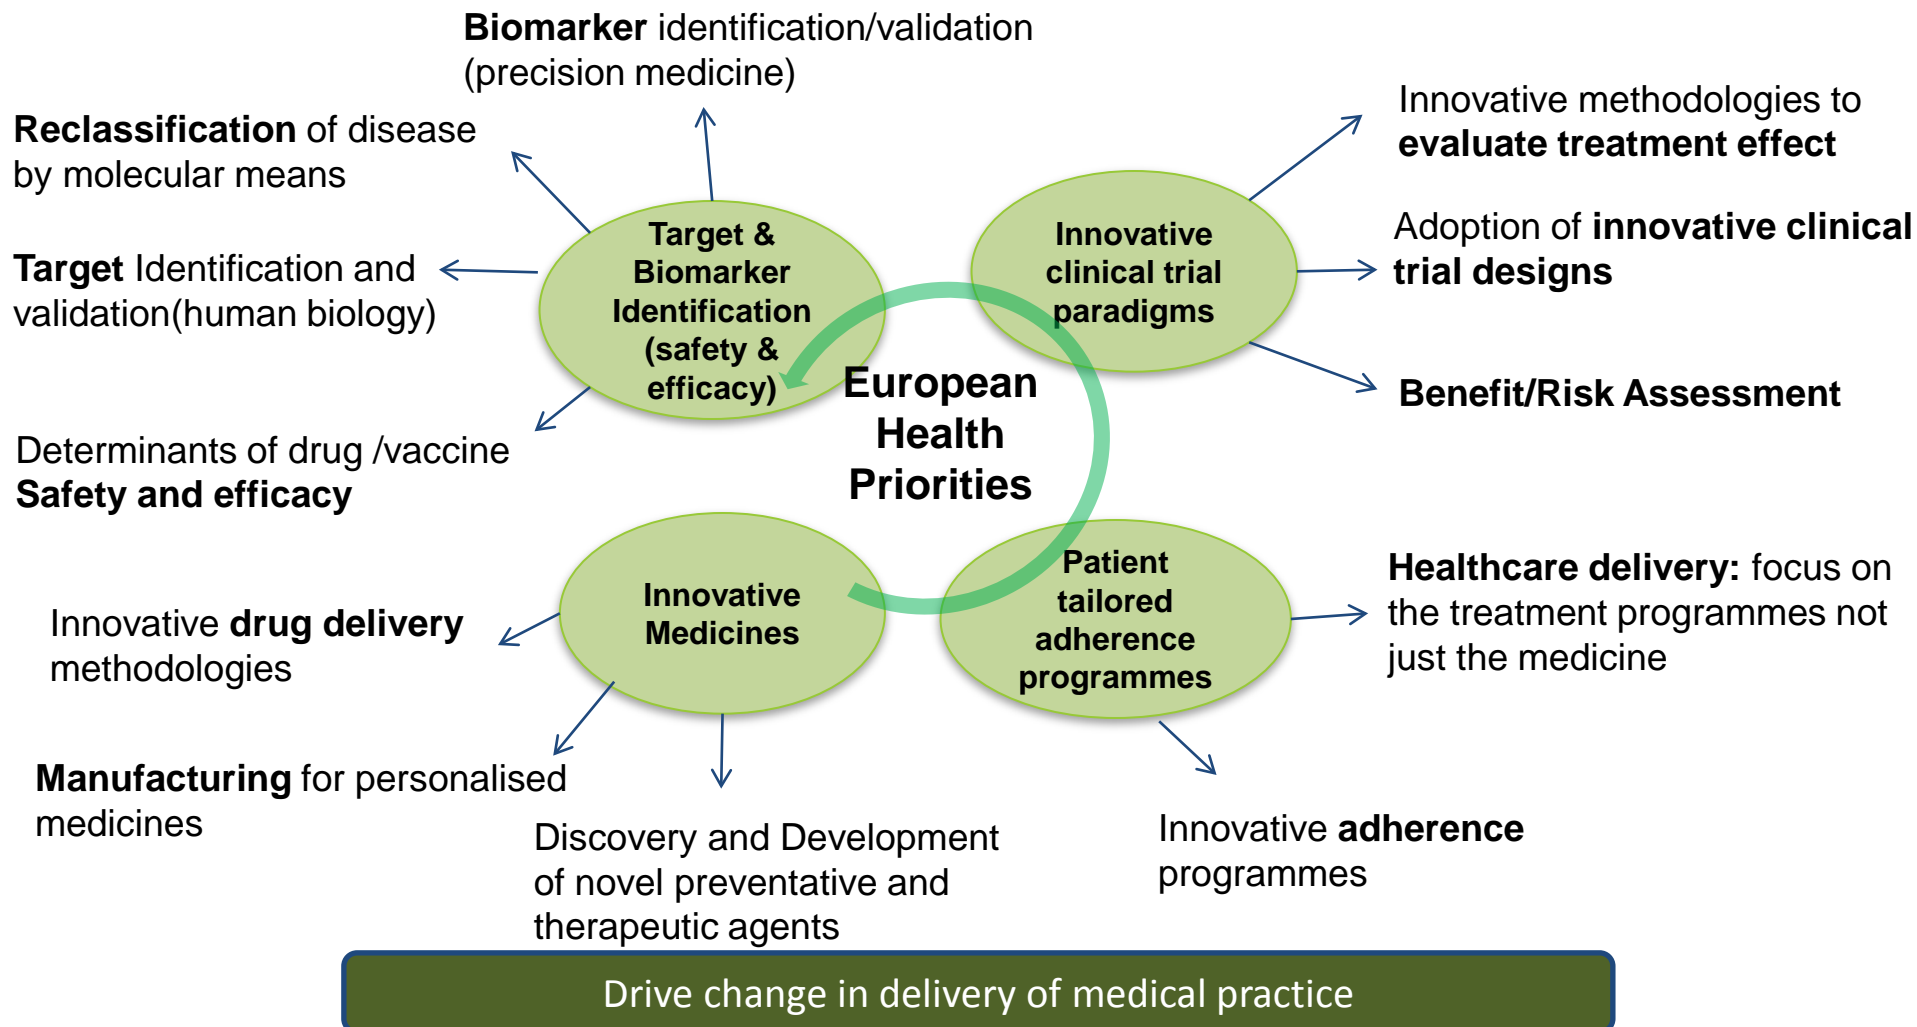 Biomarker identification/validation
(precision medicine)
Reclassification of disease
by molecular means
Target Identification and
validation(human biology)
Determinants of drug /vaccine
Safety and efficacy
Target &
Biomarker
Identification
(safety &
efficacy)
Innovative
clinical trial
paradigms
Innovative methodologies to
evaluate treatment effect
Adoption of innovative clinical
trial designs
Benefit/Risk Assessment
European
Health
Priorities
Innovative
Medicines
Patient
tailored
adherence
programmes
Healthcare delivery: focus on
the treatment programmes not
just the medicine
Innovative drug delivery
methodologies
Manufacturing for personalised
medicines
Discovery and Development
of novel preventative and
therapeutic agents
Innovative adherence
programmes
Drive change in delivery of medical practice